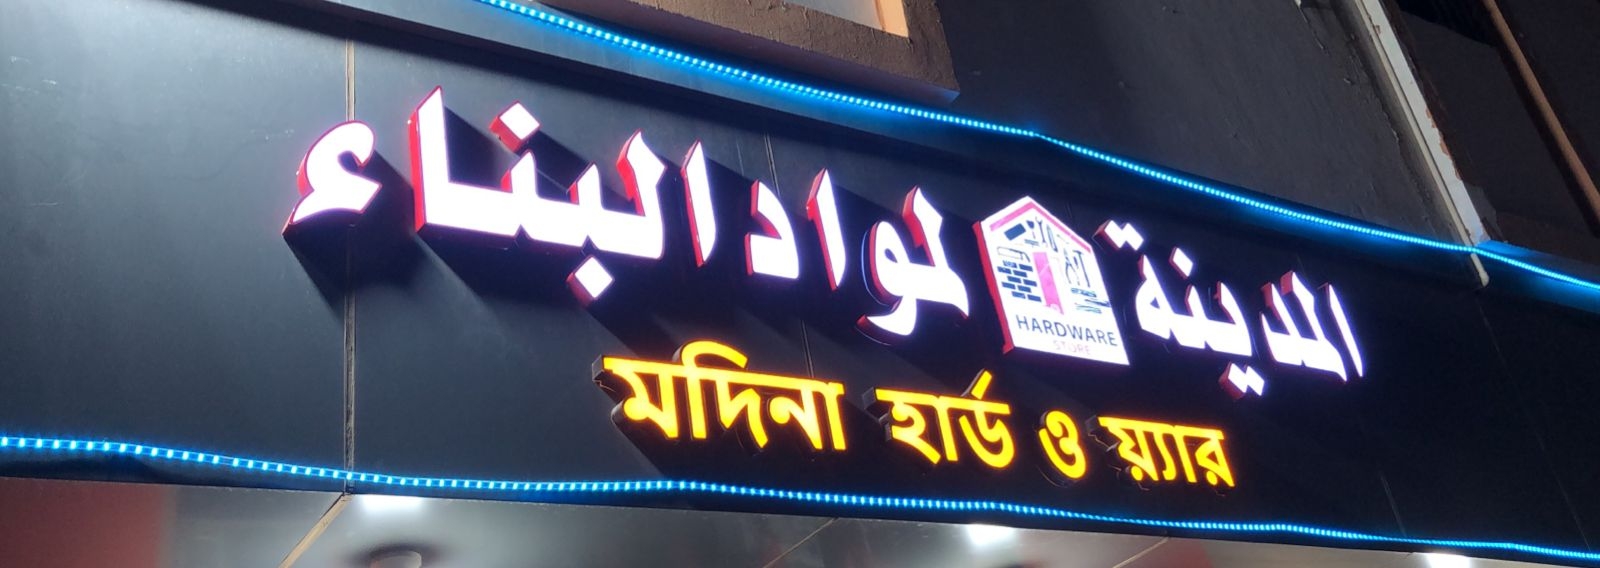 المدينة لمواد البناء
HARDWARE
STORE
মদিনা হার্ড ও য়্যার